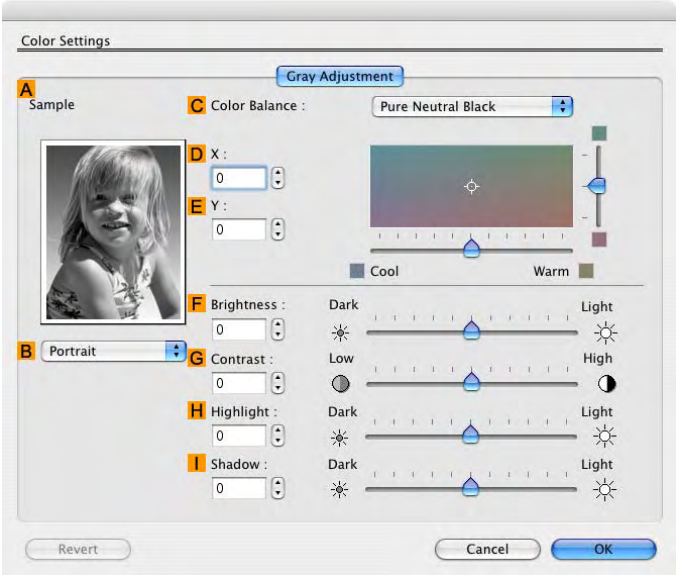 Color Settings
Gray Adjustment
A
Sample
C Color Balance : Pure Neutral Black
D X :
0
E Y :
0
Cool Warm
F Brightness : Dark Light
0
B Portrait
G Contrast : Low High
0
H Highlight : Dark Light
0
I Shadow : Dark Light
0
Revert Cancel OK